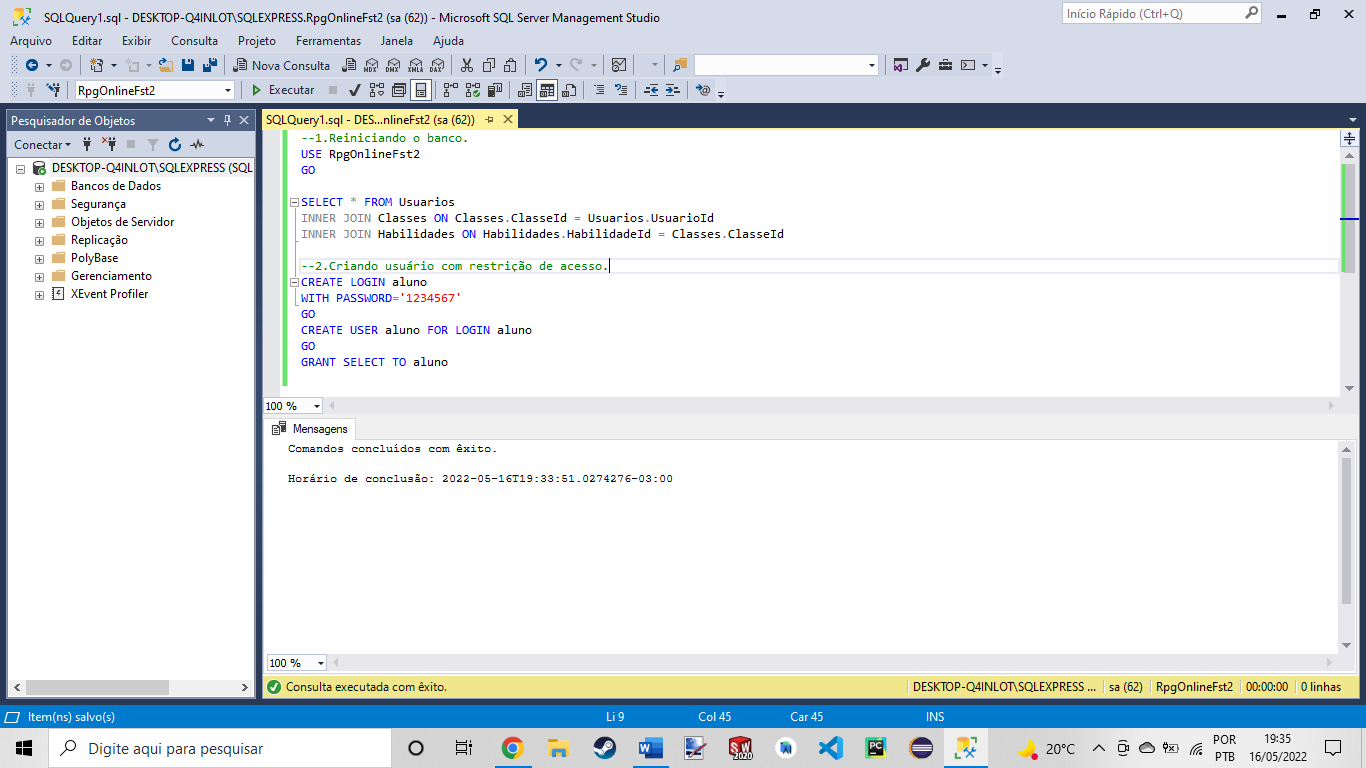 SQLQuery1.sql - DESKTOP-Q4INLOT\SQLEXPRESS.RpgOnlineFst2 (sa (62)) - Microsoft SQL Server Management Studio
Início Rápido (Ctrl+Q)
Arquivo Editar Exibir Consulta Projeto Ferramentas Janela Ajuda
Nova Consulta MDX DMX XMLA DAX
RpgOnlineFst2 Executar
Pesquisador de Objetos
SQLQuery1.sql - DES...nlineFst2 (sa (62))
Conectar
DESKTOP-Q4INLOT\SQLEXPRESS (SQL
Bancos de Dados
Segurança
Objetos de Servidor
Replicação
PolyBase
Gerenciamento
XEvent Profiler
--1.Reiniciando o banco.
USE RpgOnlineFst2
GO
SELECT * FROM Usuarios
INNER JOIN Classes ON Classes.ClasseId = Usuarios.UsuarioId
INNER JOIN Habilidades ON Habilidades.HabilidadeId = Classes.ClasseId
--2.Criando usuário com restrição de acesso.
CREATE LOGIN aluno
WITH PASSWORD='1234567'
GO
CREATE USER aluno FOR LOGIN aluno
GO
GRANT SELECT TO aluno
100 %
Mensagens
Comandos concluídos com êxito.
Horário de conclusão: 2022-05-16T19:33:51.0274276-03:00
100 %
Consulta executada com êxito. DESKTOP-Q4INLOT\SQLEXPRESS ... sa (62) RpgOnlineFst2 00:00:00 0 linhas
Item(ns) salvo(s) Li 9 Col 45 Car 45 INS
Digite aqui para pesquisar
SW
2020
PC
20°C
POR
PTB
19:35
16/05/2022